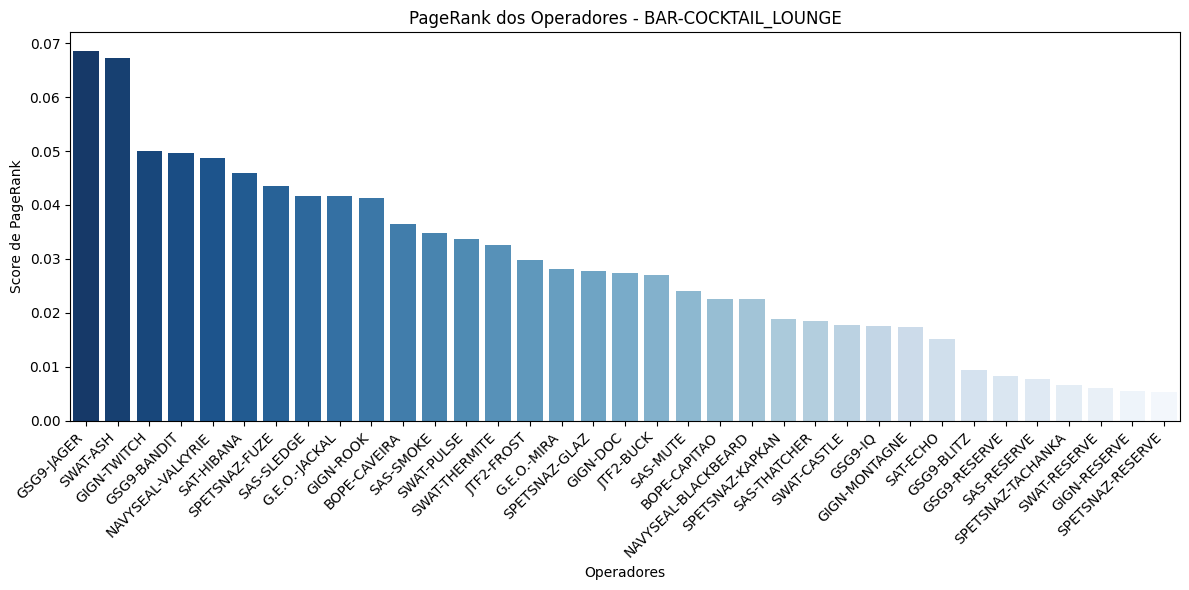 PageRank dos Operadores - BAR-COCKTAIL_LOUNGE
Score de PageRank
0.07
0.06
0.05
0.04
0.03
0.02
0.01
0.00
GSG9-JAGER
SWAT-ASH
GIGN-TWITCH
GSG9-BANDIT
NAVYSEAL-VALKYRIE
SAT-HIBANA
SPETSNAZ-FUZE
SAS-SLEDGE
G.E.O.-JACKAL
GIGN-ROOK
BOPE-CAVEIRA
SAS-SMOKE
SWAT-PULSE
SWAT-THERMITE
JTF2-FROST
G.E.O.-MIRA
SPETSNAZ-GLAZ
GIGN-DOC
JTF2-BUCK
SAS-MUTE
BOPE-CAPITAO
NAVYSEAL-BLACKBEARD
SPETSNAZ-KAPKAN
SAS-THATCHER
SWAT-CASTLE
GSG9-IQ
GIGN-MONTAGNE
SAT-ECHO
GSG9-BLITZ
GSG9-RESERVE
SAS-RESERVE
SPETSNAZ-TACHANKA
SWAT-RESERVE
GIGN-RESERVE
SPETSNAZ-RESERVE
Operadores